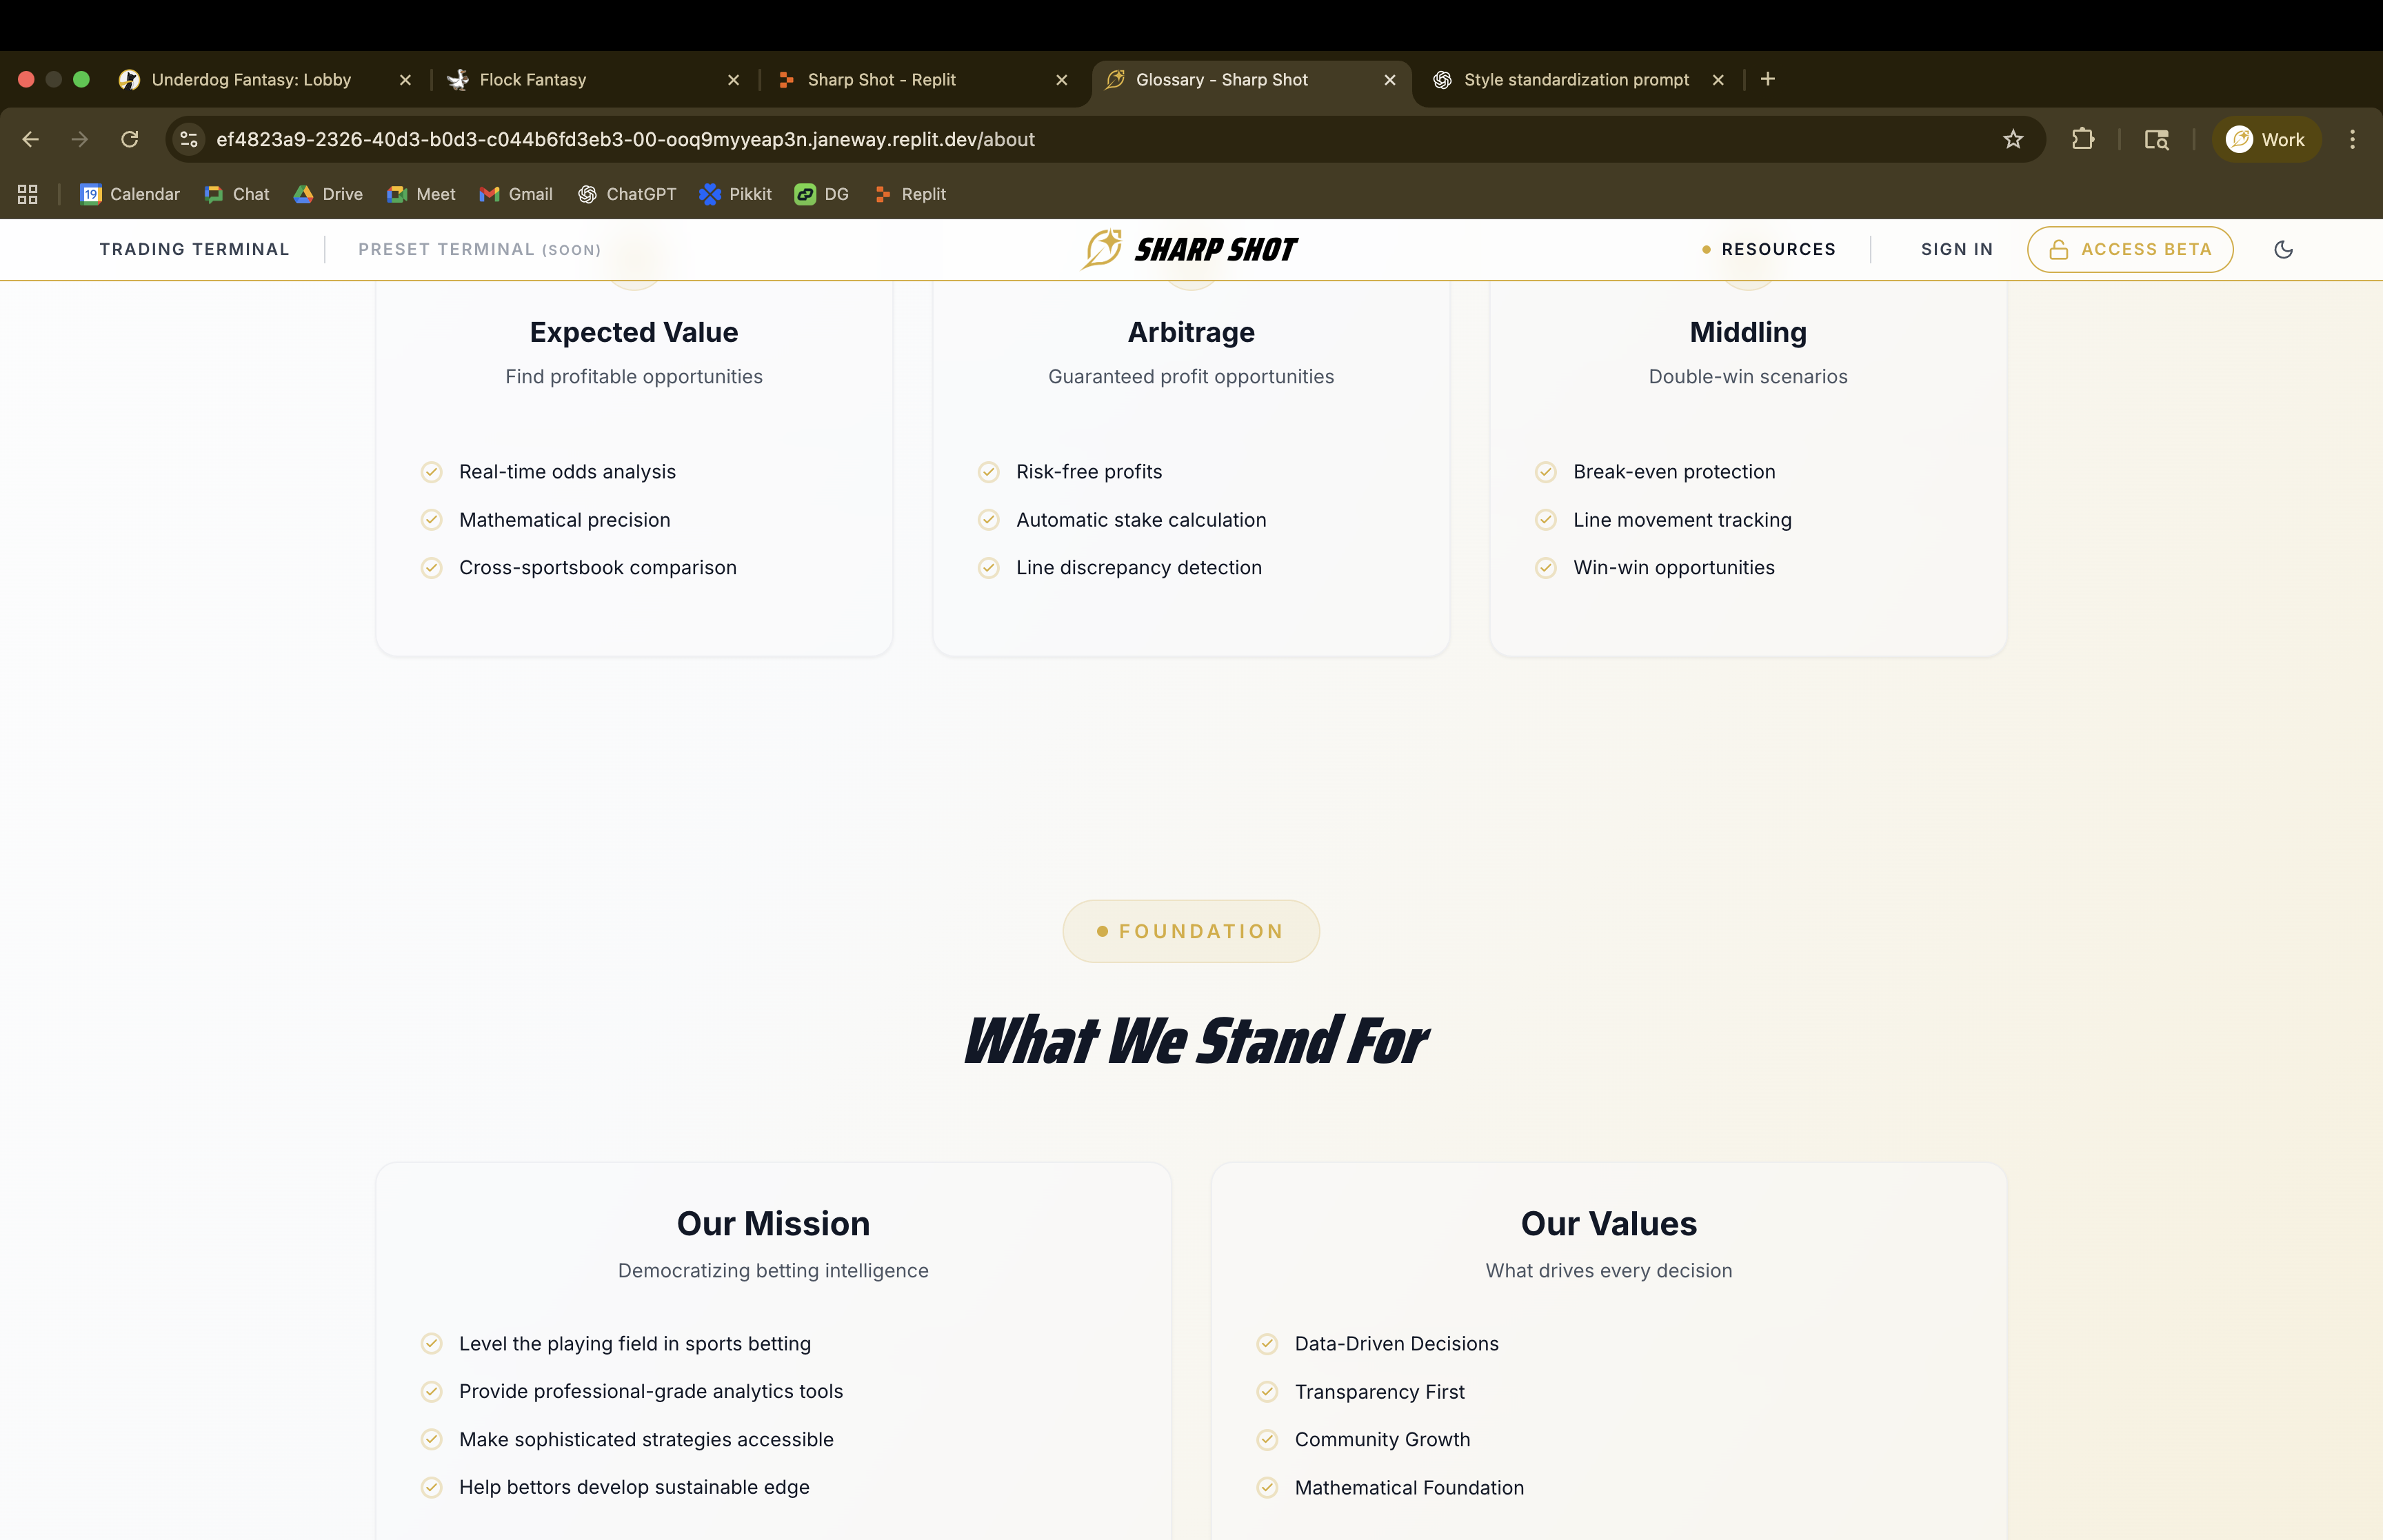 Underdog Fantasy: Lobby
Flock Fantasy
Sharp Shot - Replit
Glossary - Sharp Shot
Style standardization prompt
ef4823a9-2326-40d3-b0d3-c044b6fd3eb3-00-ooq9myyeap3n.janeway.replit.dev/about
Work
19 Calendar
Chat
Drive
Meet
Gmail
ChatGPT
Pikkit
DG
Replit
TRADING TERMINAL
PRESET TERMINAL (SOON)
SHARP SHOT
RESOURCES
SIGN IN
ACCESS BETA
Expected Value
Find profitable opportunities
Real-time odds analysis
Mathematical precision
Cross-sportsbook comparison
Arbitrage
Guaranteed profit opportunities
Risk-free profits
Automatic stake calculation
Line discrepancy detection
Middling
Double-win scenarios
Break-even protection
Line movement tracking
Win-win opportunities
FOUNDATION
What We Stand For
Our Mission
Democratizing betting intelligence
Level the playing field in sports betting
Provide professional-grade analytics tools
Make sophisticated strategies accessible
Help bettors develop sustainable edge
Our Values
What drives every decision
Data-Driven Decisions
Transparency First
Community Growth
Mathematical Foundation